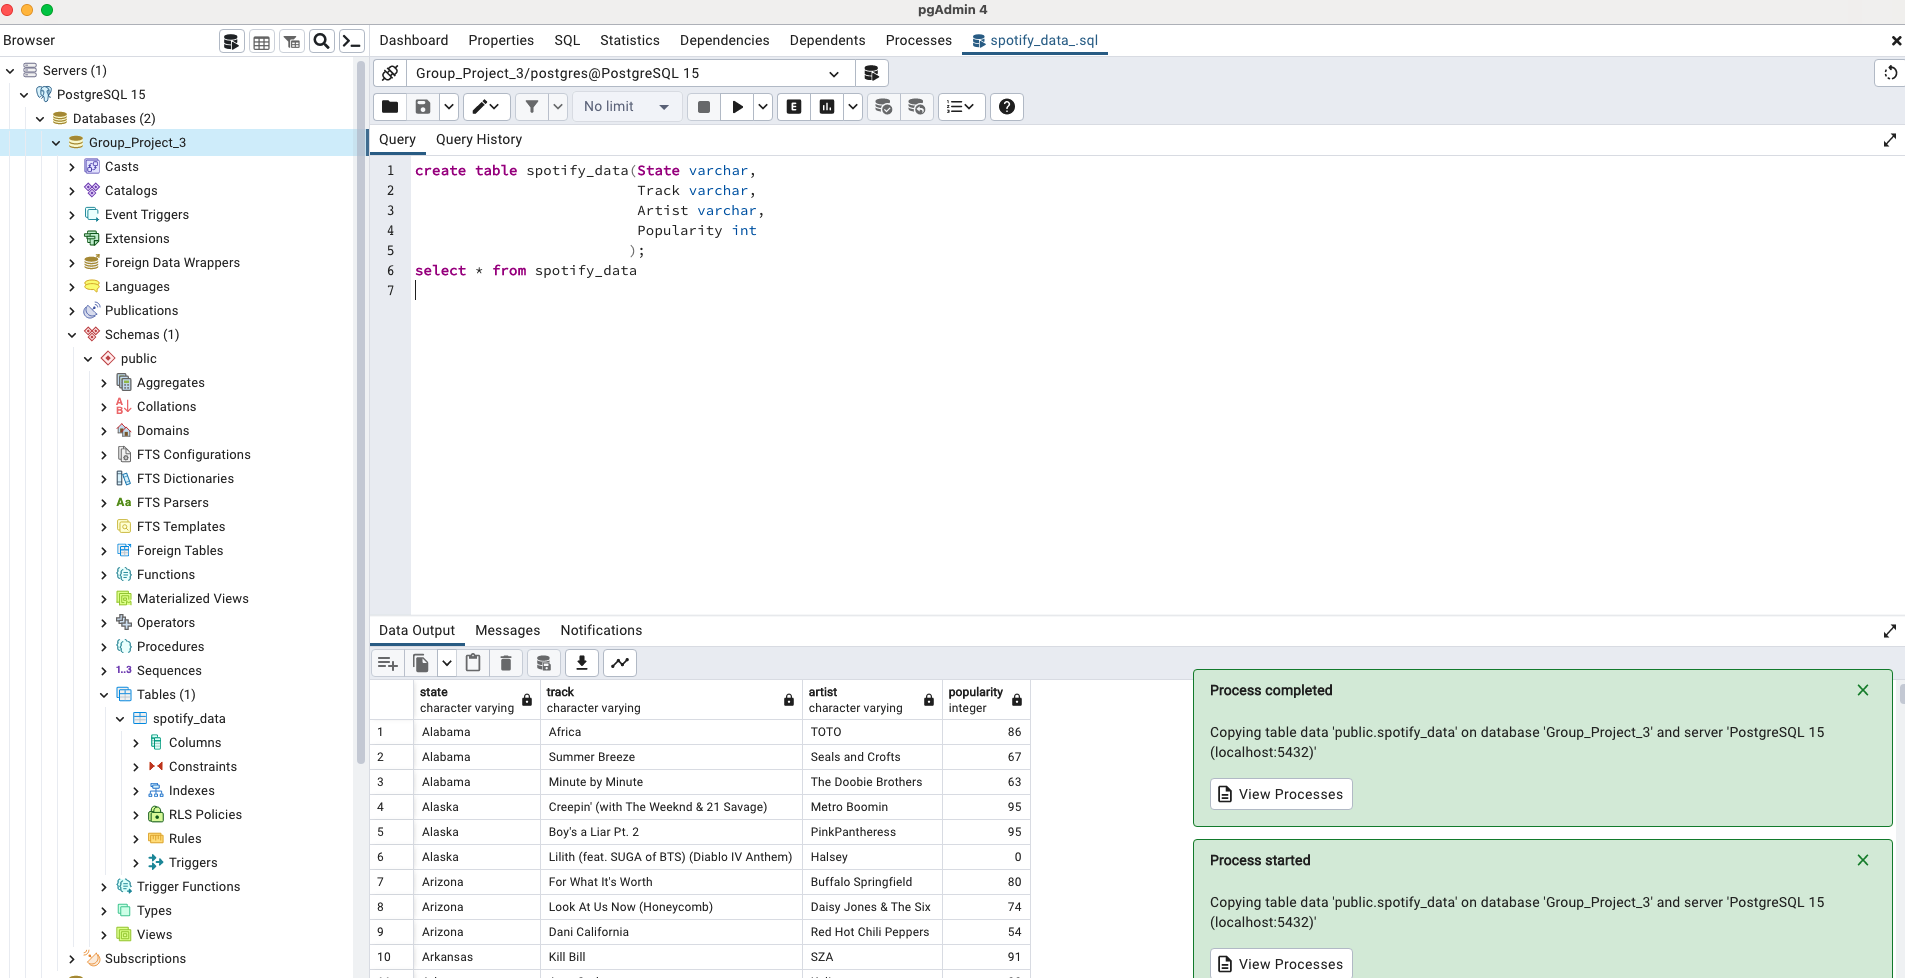 pgAdmin 4
Browser
Dashboard Properties SQL Statistics Dependencies Dependents Processes spotify_data_.sql
Servers (1)
PostgreSQL 15
Databases (2)
Group_Project_3
Casts
Catalogs
Event Triggers
Extensions
Foreign Data Wrappers
Languages
Publications
Schemas (1)
public
Aggregates
Collations
Domains
FTS Configurations
FTS Dictionaries
Aa FTS Parsers
FTS Templates
Foreign Tables
Functions
Materialized Views
Operators
Procedures
1..3 Sequences
Tables (1)
spotify_data
Columns
Constraints
Indexes
RLS Policies
Rules
Triggers
Trigger Functions
Types
Views
Subscriptions
Group_Project_3/postgres@PostgreSQL 15
No limit E
Query Query History
1 create table spotify_data(State varchar,
2 Track varchar,
3 Artist varchar,
4 Popularity int
5 );
6 select * from spotify_data
7
Data Output Messages Notifications
state track artist popularity
character varying character varying character varying integer
1 Alabama Africa TOTO 86
2 Alabama Summer Breeze Seals and Crofts 67
3 Alabama Minute by Minute The Doobie Brothers 63
4 Alaska Creepin' (with The Weeknd & 21 Savage) Metro Boomin 95
5 Alaska Boy's a Liar Pt. 2 PinkPantheress 95
6 Alaska Lilith (feat. SUGA of BTS) (Diablo IV Anthem) Halsey 0
7 Arizona For What It's Worth Buffalo Springfield 80
8 Arizona Look At Us Now (Honeycomb) Daisy Jones & The Six 74
9 Arizona Dani California Red Hot Chili Peppers 54
10 Arkansas Kill Bill SZA 91
Process completed
Copying table data 'public.spotify_data' on database 'Group_Project_3' and server 'PostgreSQL 15
(localhost:5432)'
View Processes
Process started
Copying table data 'public.spotify_data' on database 'Group_Project_3' and server 'PostgreSQL 15
(localhost:5432)'
View Processes